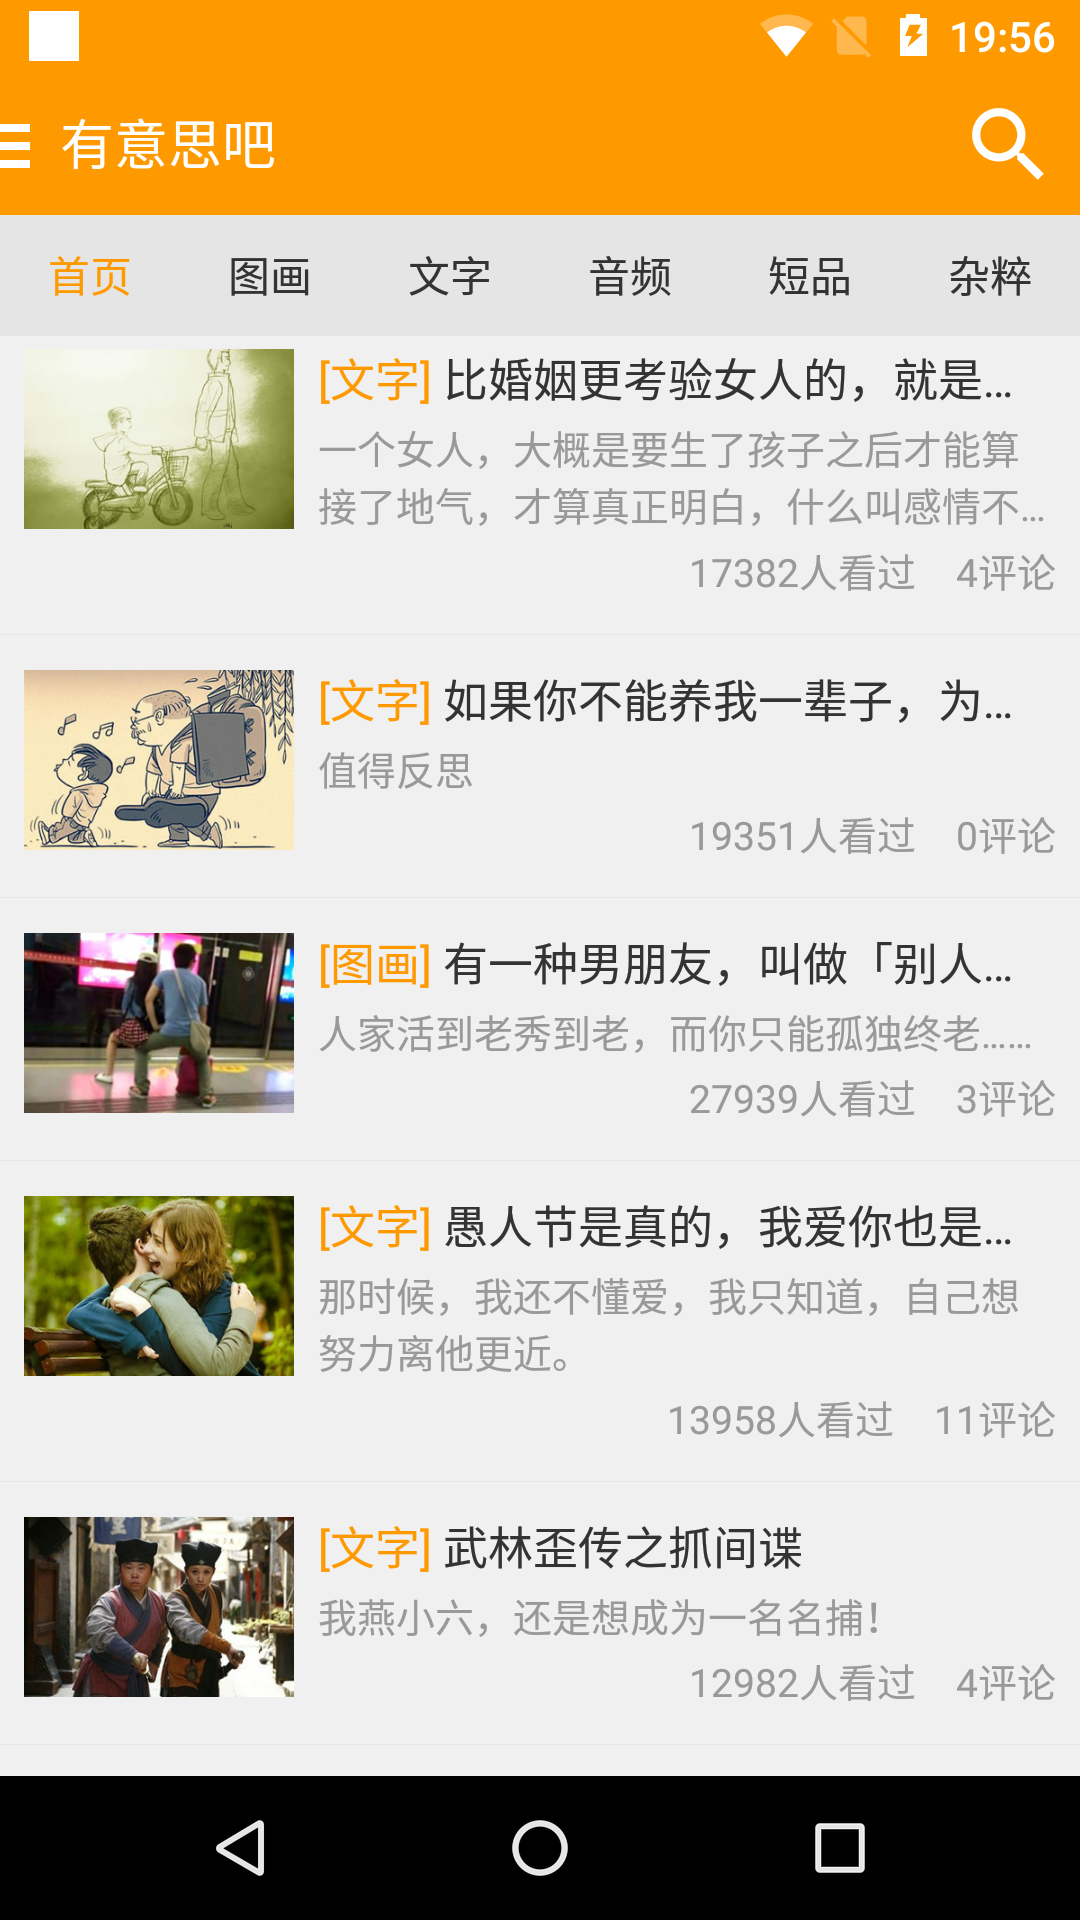 19:56
有意思吧
首页 图画 文字 音频 短品 杂粹
[文字] 比婚姻更考验女人的，就是...
一个女人，大概是要生了孩子之后才能算
接了地气，才算真正明白，什么叫感情不...
17382人看过 4评论
[文字] 如果你不能养我一辈子，为...
值得反思
19351人看过 0评论
[图画] 有一种男朋友，叫做「别人...
人家活到老秀到老，而你只能孤独终老......
27939人看过 3评论
[文字] 愚人节是真的，我爱你也是...
那时候，我还不懂爱，我只知道，自己想
努力离他更近。
13958人看过 11评论
[文字] 武林歪传之抓间谍
我燕小六，还是想成为一名名捕！
12982人看过 4评论